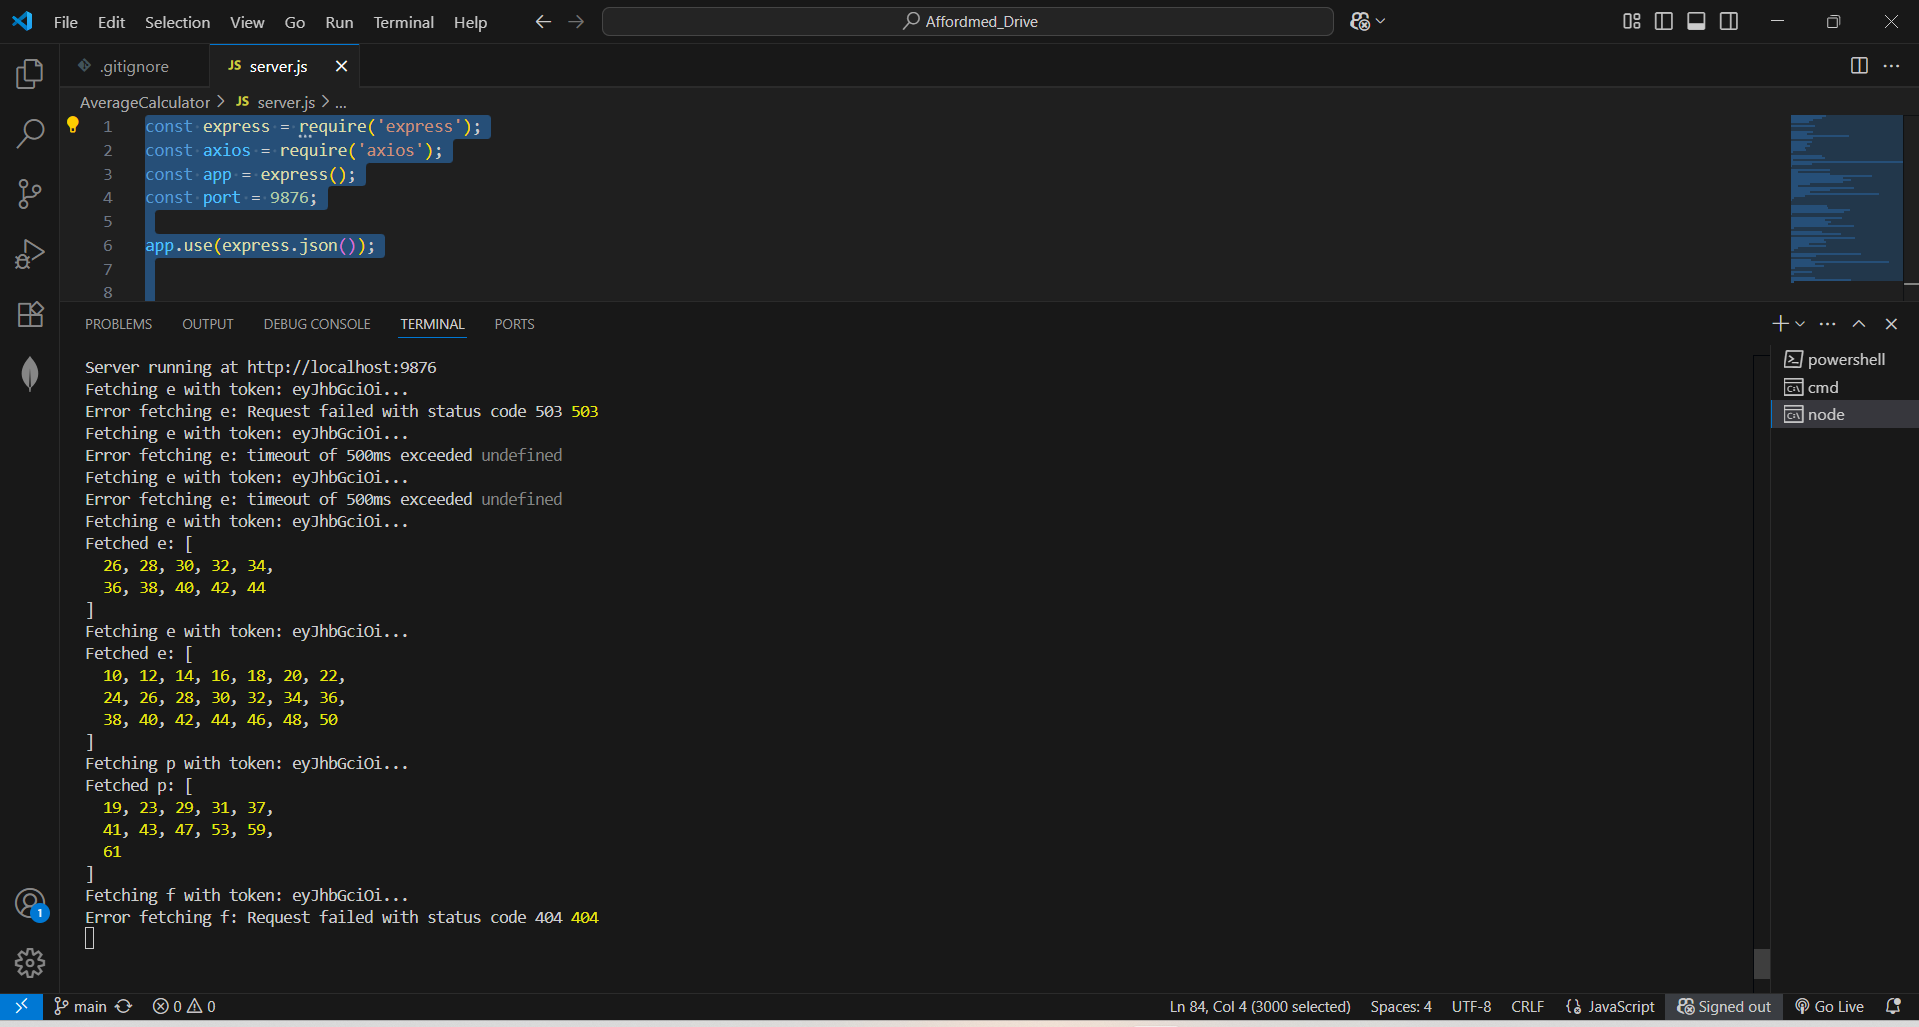 File Edit Selection View Go Run Terminal Help
Affordmed_Drive
.gitignore
JS server.js
AverageCalculator > JS server.js > ...
1 const express = require('express');
2 const axios = require('axios');
3 const app = express();
4 const port = 9876;
5
6 app.use(express.json());
7
8
PROBLEMS OUTPUT DEBUG CONSOLE TERMINAL PORTS
powershell
cmd
node
Server running at http://localhost:9876
Fetching e with token: eyJhbGciOi...
Error fetching e: Request failed with status code 503 503
Fetching e with token: eyJhbGciOi...
Error fetching e: timeout of 500ms exceeded undefined
Fetching e with token: eyJhbGciOi...
Error fetching e: timeout of 500ms exceeded undefined
Fetching e with token: eyJhbGciOi...
Fetched e: [
26, 28, 30, 32, 34,
36, 38, 40, 42, 44
]
Fetching e with token: eyJhbGciOi...
Fetched e: [
10, 12, 14, 16, 18, 20, 22,
24, 26, 28, 30, 32, 34, 36,
38, 40, 42, 44, 46, 48, 50
]
Fetching p with token: eyJhbGciOi...
Fetched p: [
19, 23, 29, 31, 37,
41, 43, 47, 53, 59,
61
]
Fetching f with token: eyJhbGciOi...
Error fetching f: Request failed with status code 404 404
1
main 0 0 Ln 84, Col 4 (3000 selected) Spaces: 4 UTF-8 CRLF {} JavaScript Signed out Go Live